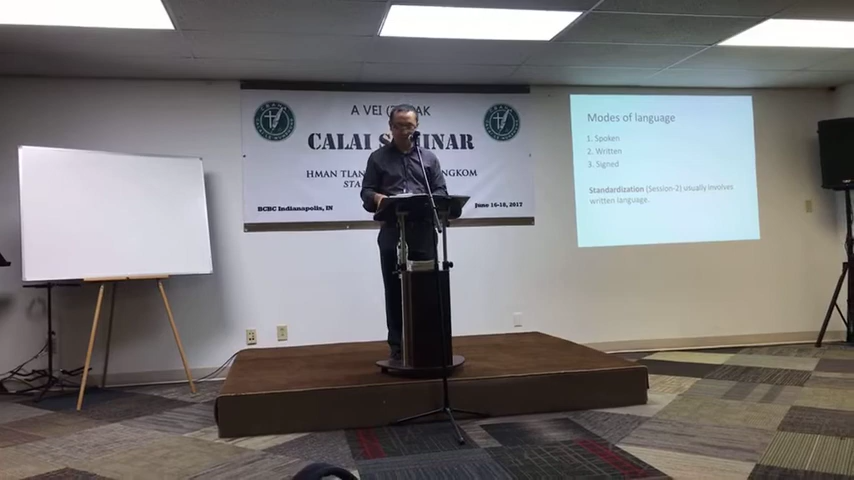 A VEI
AK
CALAI
HMAN
BCBC Indianapolis, IN
June 16-18, 2017
Modes of language
1. Spoken
2. Written
3. Signed
Standardization (Session-2) usually involves
written language.